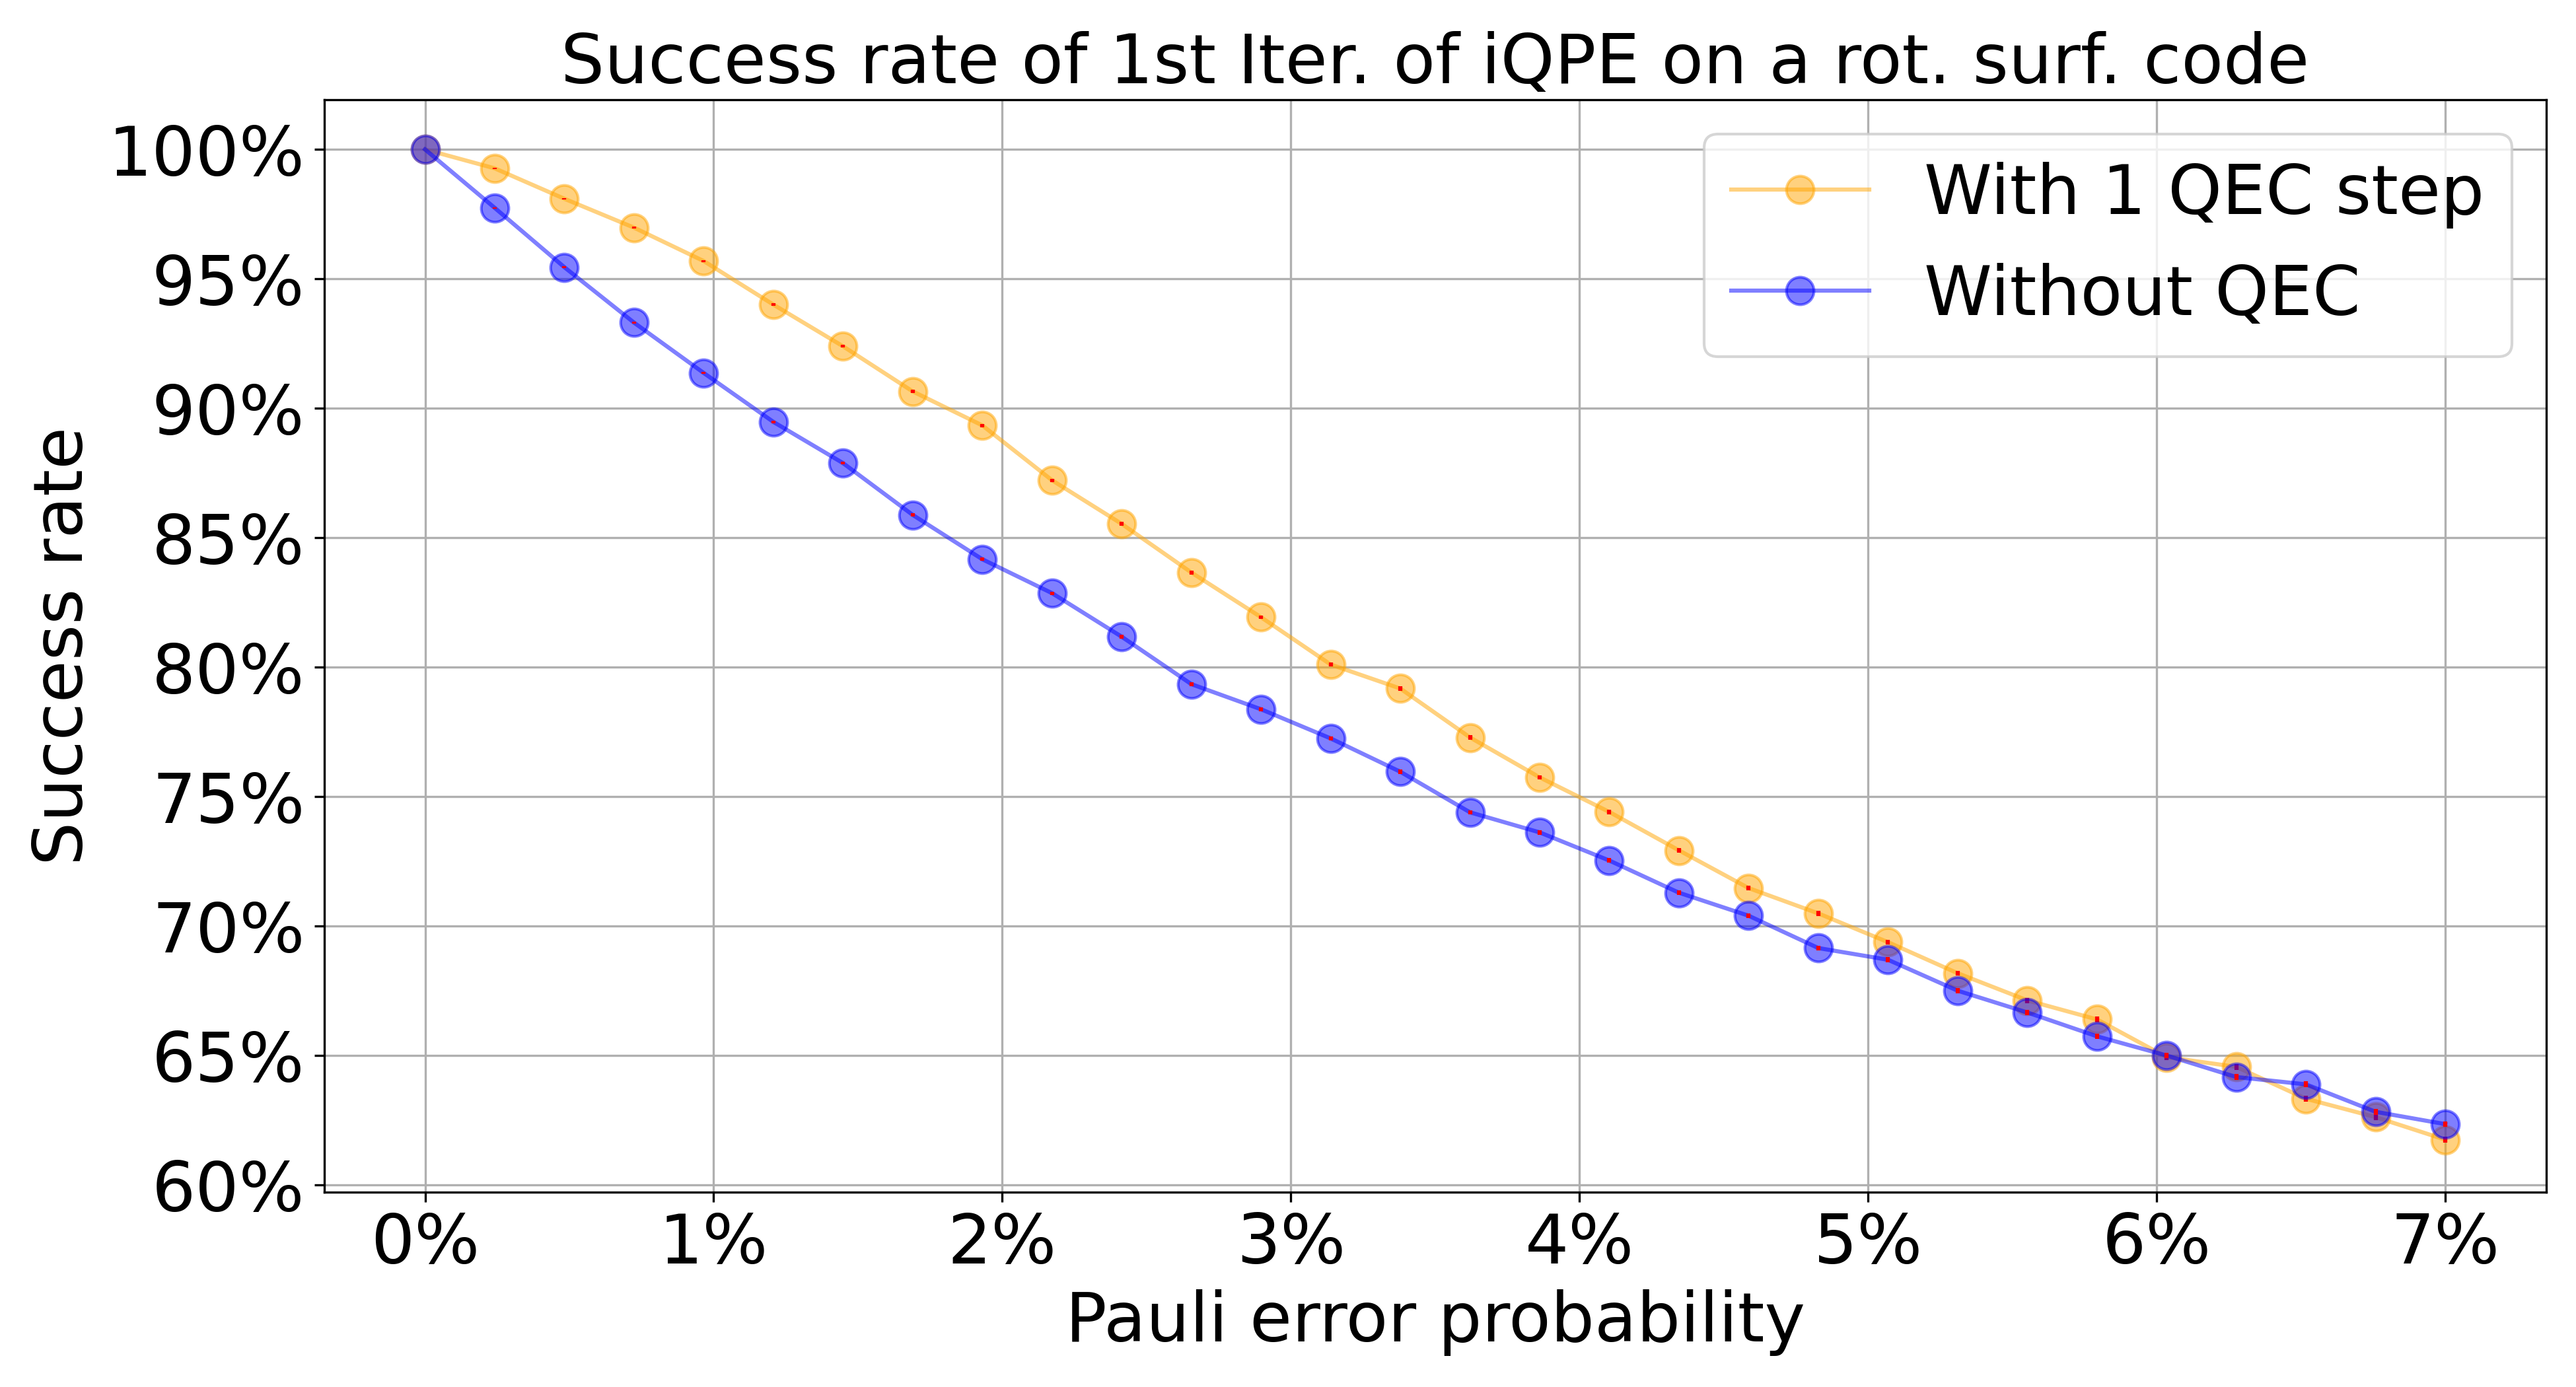 Success rate of 1st Iter. of iQPE on a rot. surf. code
With 1 QEC step
Without QEC
Success rate
100%
95%
90%
85%
80%
75%
70%
65%
60%
0% 1% 2% 3% 4% 5% 6% 7%
Pauli error probability